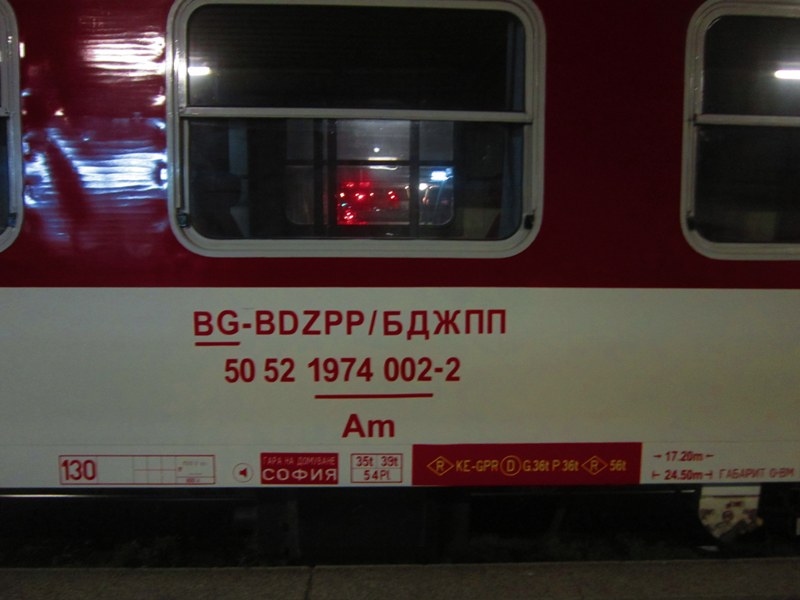 BG-BDZPP/БДЖПП
50 52 1974 002-2
Am
130
ГАРА НА ДОМУВАНЕ
СОФИЯ
35t 39t
54Pl.
R KE-GPR D G.36t P.36t R 56t
17.20m
24.50m ГАБАРИТ